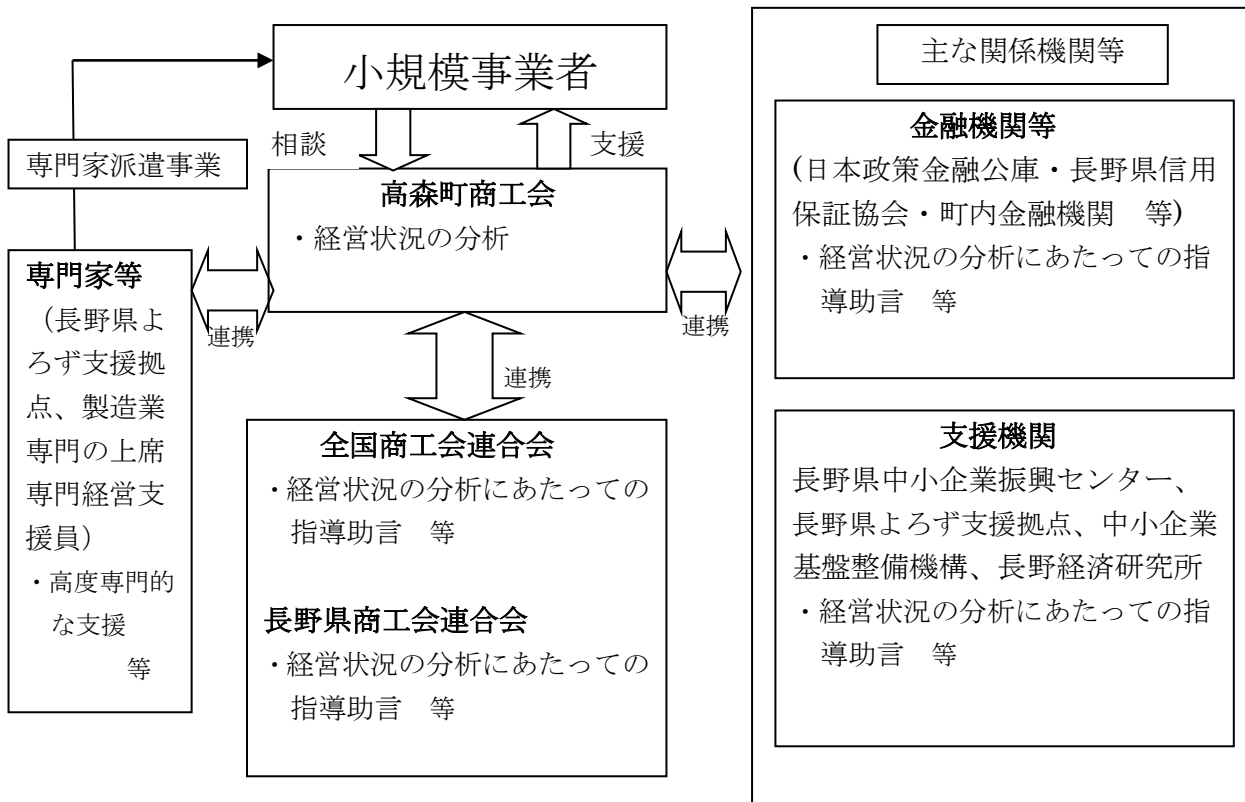 小規模事業者
相談
支援
専門家派遣事業
高森町商工会
・経営状況の分析
専門家等
(長野県よ
ろず支援拠
点、製造業
専門の上席
専門経営支
援員)
・高度専門的
な支援
等
連携
連携
連携
全国商工会連合会
・経営状況の分析にあたっての
指導助言 等
長野県商工会連合会
・経営状況の分析にあたっての
指導助言 等
主な関係機関等
金融機関等
(日本政策金融公庫・長野県信用
保証協会・町内金融機関 等)
・経営状況の分析にあたっての指
導助言 等
支援機関
長野県中小企業振興センター、
長野県よろず支援拠点、中小企業
基盤整備機構、長野経済研究所
・経営状況の分析にあたっての指
導助言 等